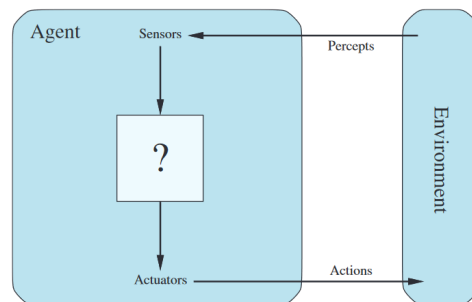 Agent
Sensors
Percepts
?
Environment
Actuators
Actions